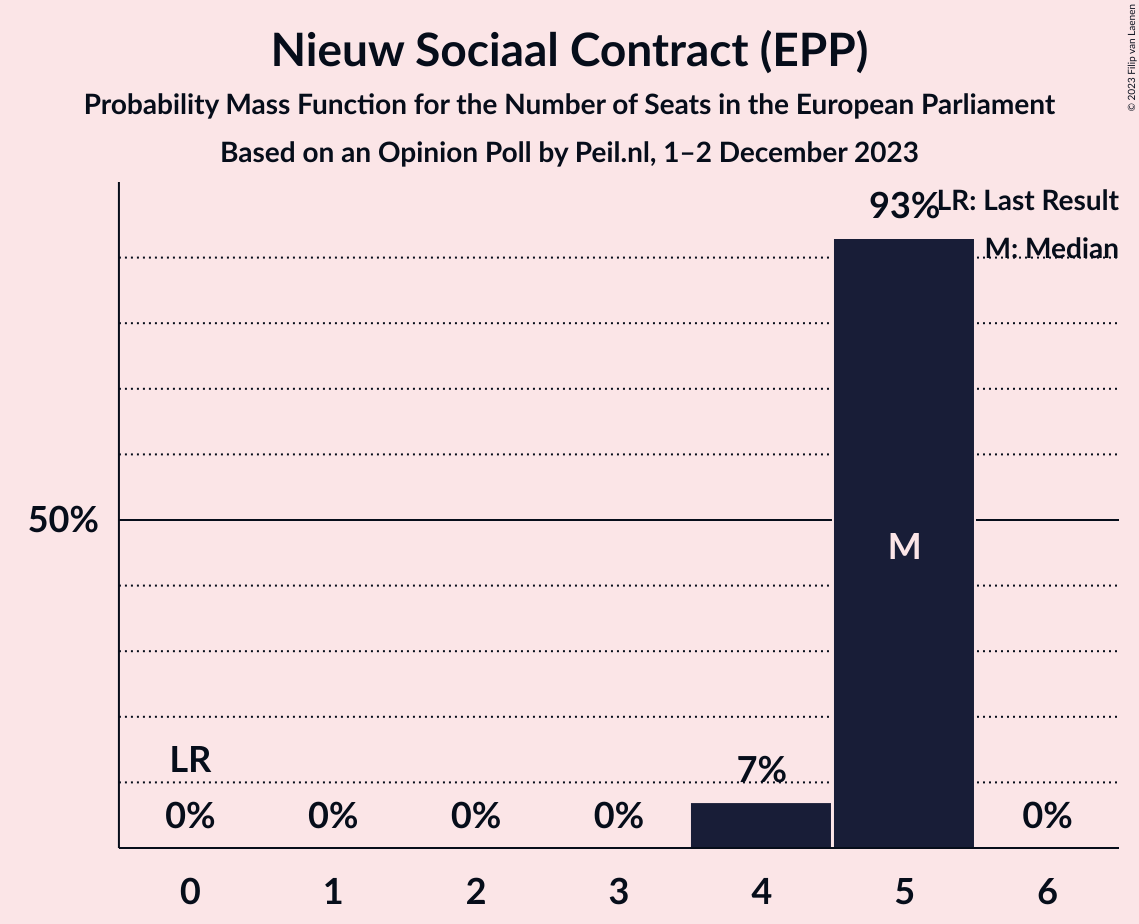 Nieuw Sociaal Contract (EPP)
Probability Mass Function for the Number of Seats in the European Parliament
Based on an Opinion Poll by Peil.nl, 1–2 December 2023
© 2023 Filip van Laenen
93%
LR: Last Result
M: Median
50%
M
LR
7%
0%
0%
0%
0%
0%
0
1
2
3
4
5
6